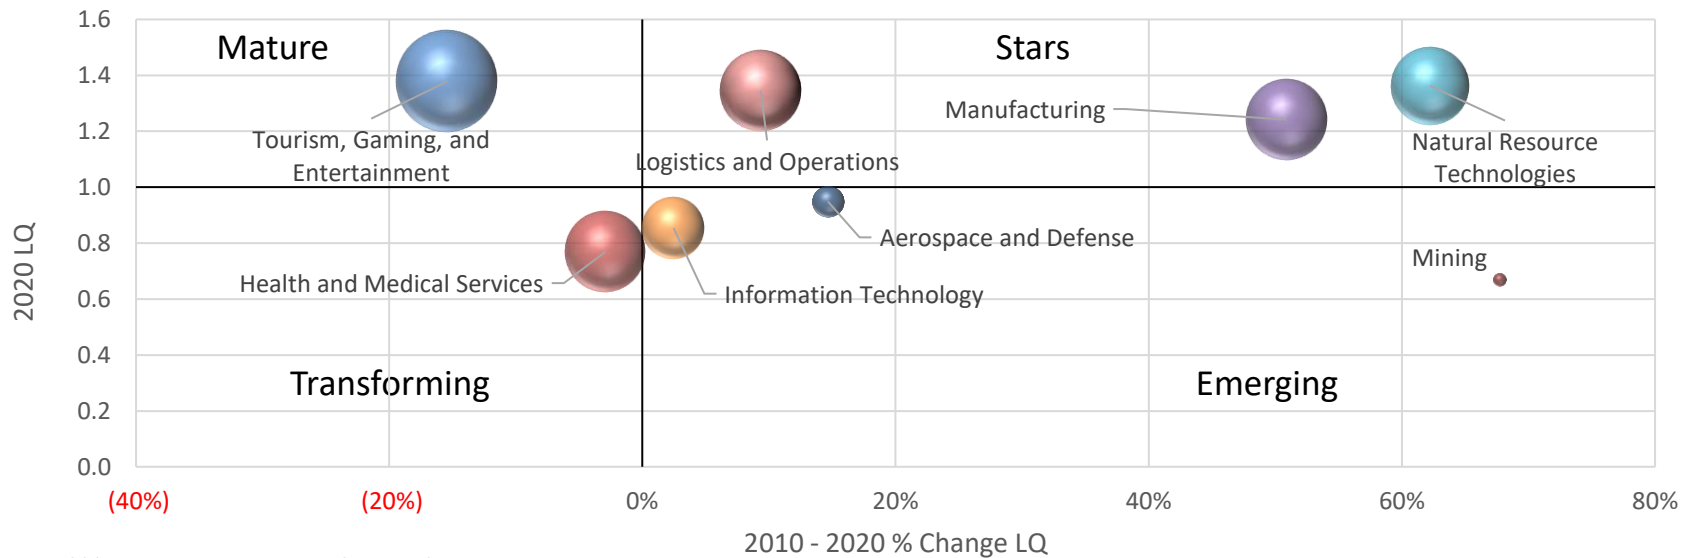 1.6
1.4
1.2
1.0
0.8
0.6
0.4
0.2
0.0
2020 LQ
Mature
Stars
Tourism, Gaming, and
Entertainment
Logistics and Operations
Manufacturing
Natural Resource
Technologies
Aerospace and Defense
Mining
Health and Medical Services
Information Technology
Transforming
Emerging
(40%)
(20%)
0%
20%
40%
60%
80%
2010 - 2020 % Change LQ